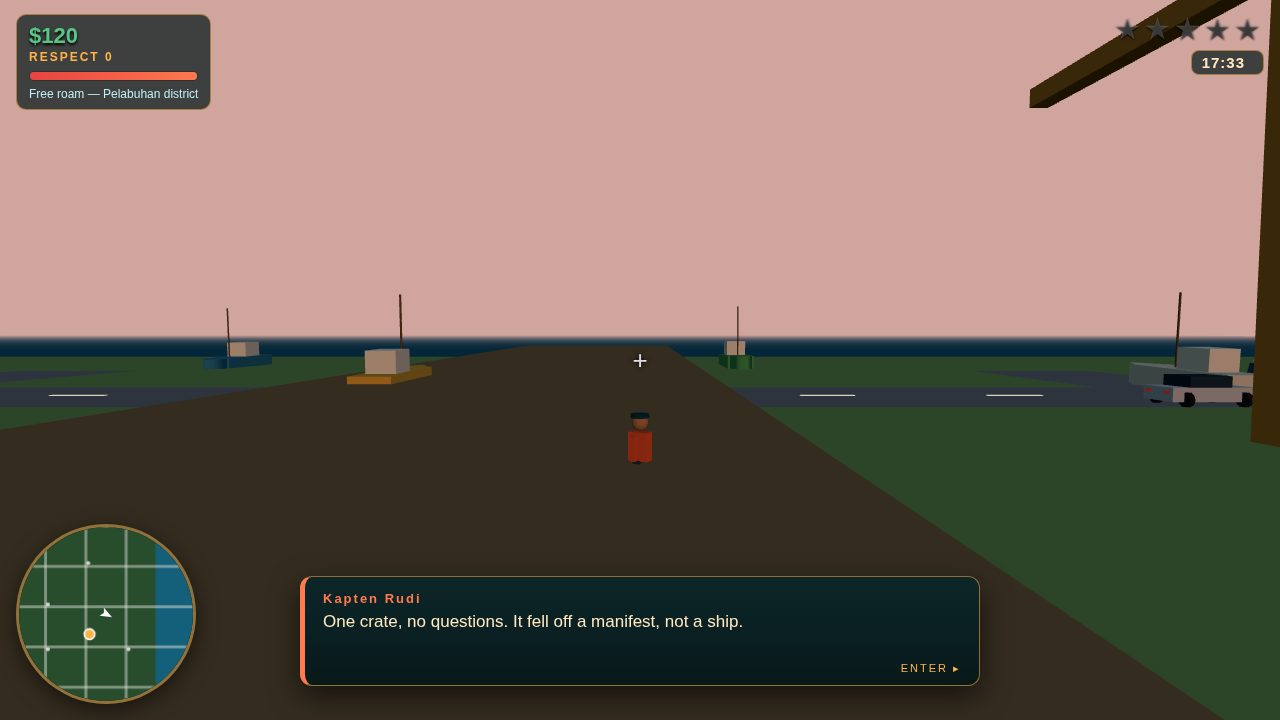 $120
RESPECT 0
Free roam — Pelabuhan district
17:33
Kapten Rudi
One crate, no questions. It fell off a manifest, not a ship.
ENTER ▸